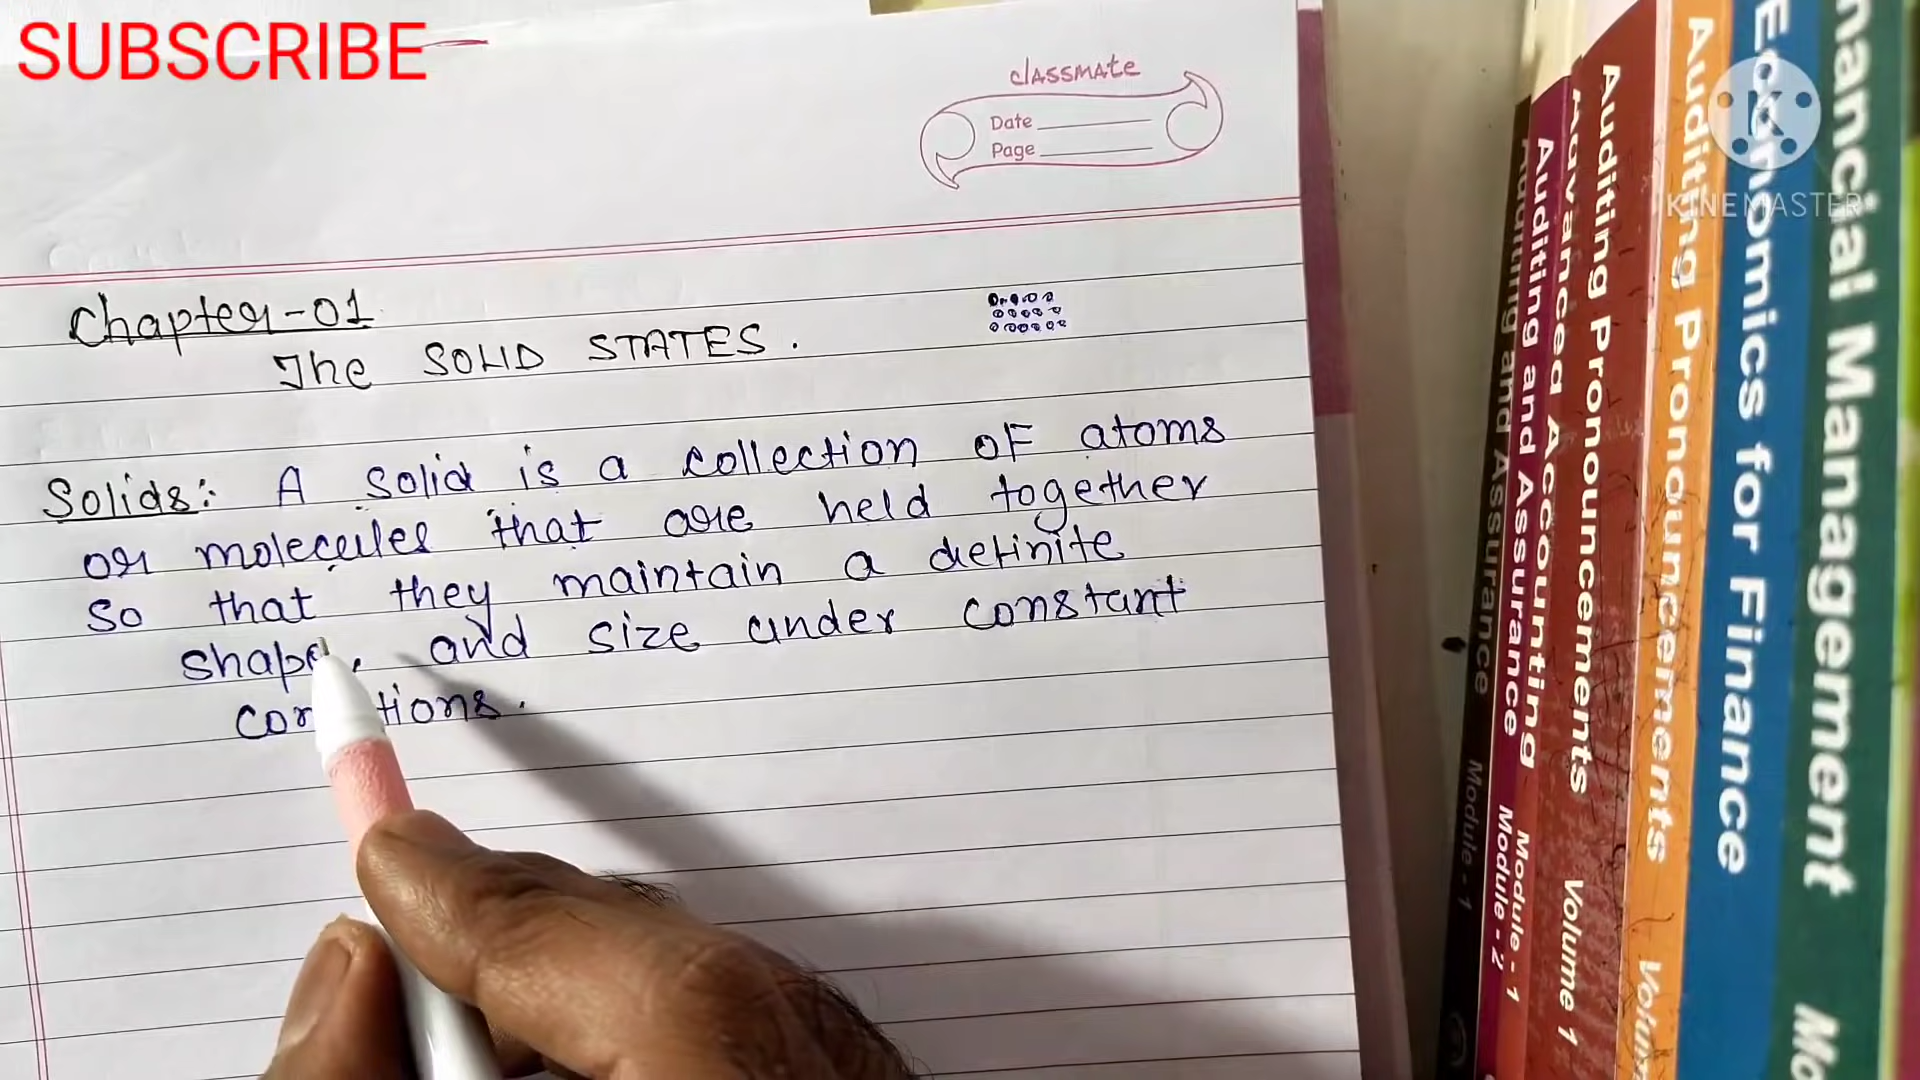 SUBSCRIBE
classmate
Date
Page
Chapter-01
The SOLID STATES.
Solids:- A solid is a collection of atoms
or molecules that are held together
so that they maintain a definite
shape, and size under constant
conditions.
Auditing and Assurance Module - 1
Auditing and Assurance Module - 2
Advanced Accounting Module - 1
Auditing Pronouncements Volume 1
Auditing Pronouncements
Economics for Finance
Financial Management
KINEMASTER